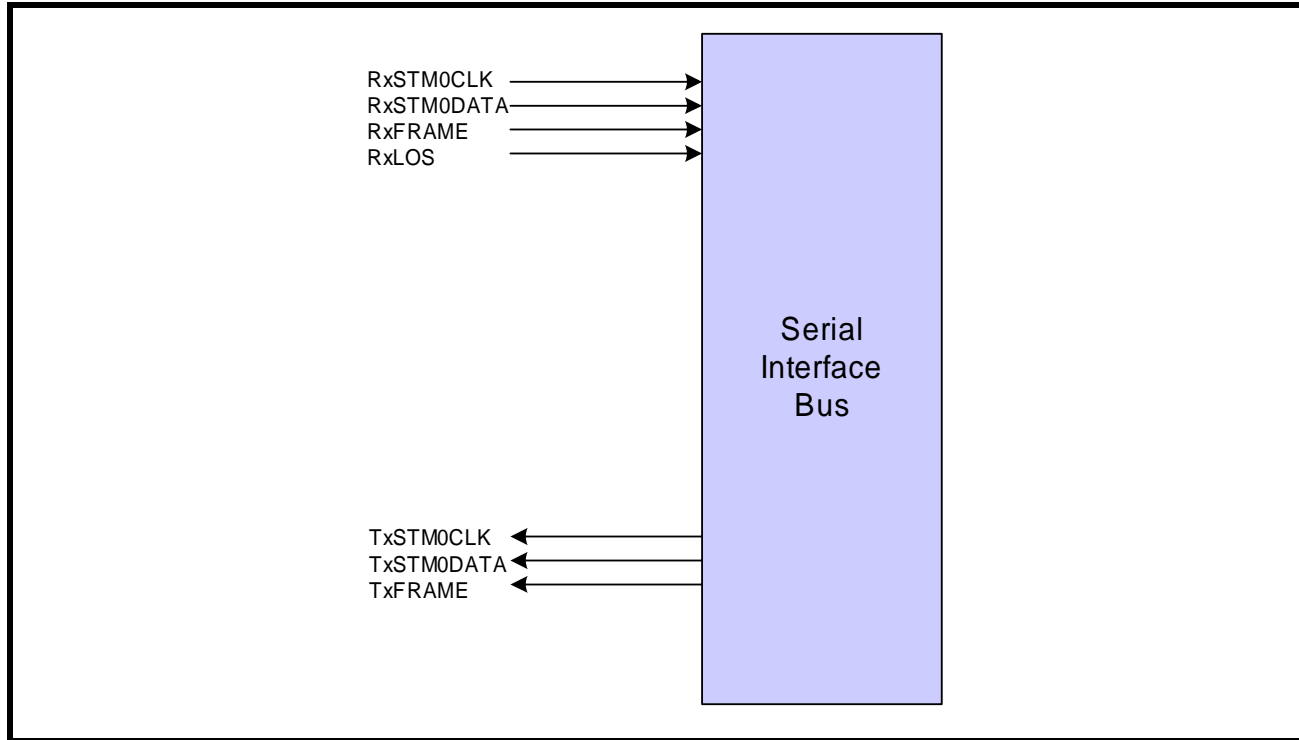 RxSTM0CLK
RxSTM0DATA
RxFRAME
RxLOS
Serial
Interface
Bus
TxSTM0CLK
TxSTM0DATA
TxFRAME